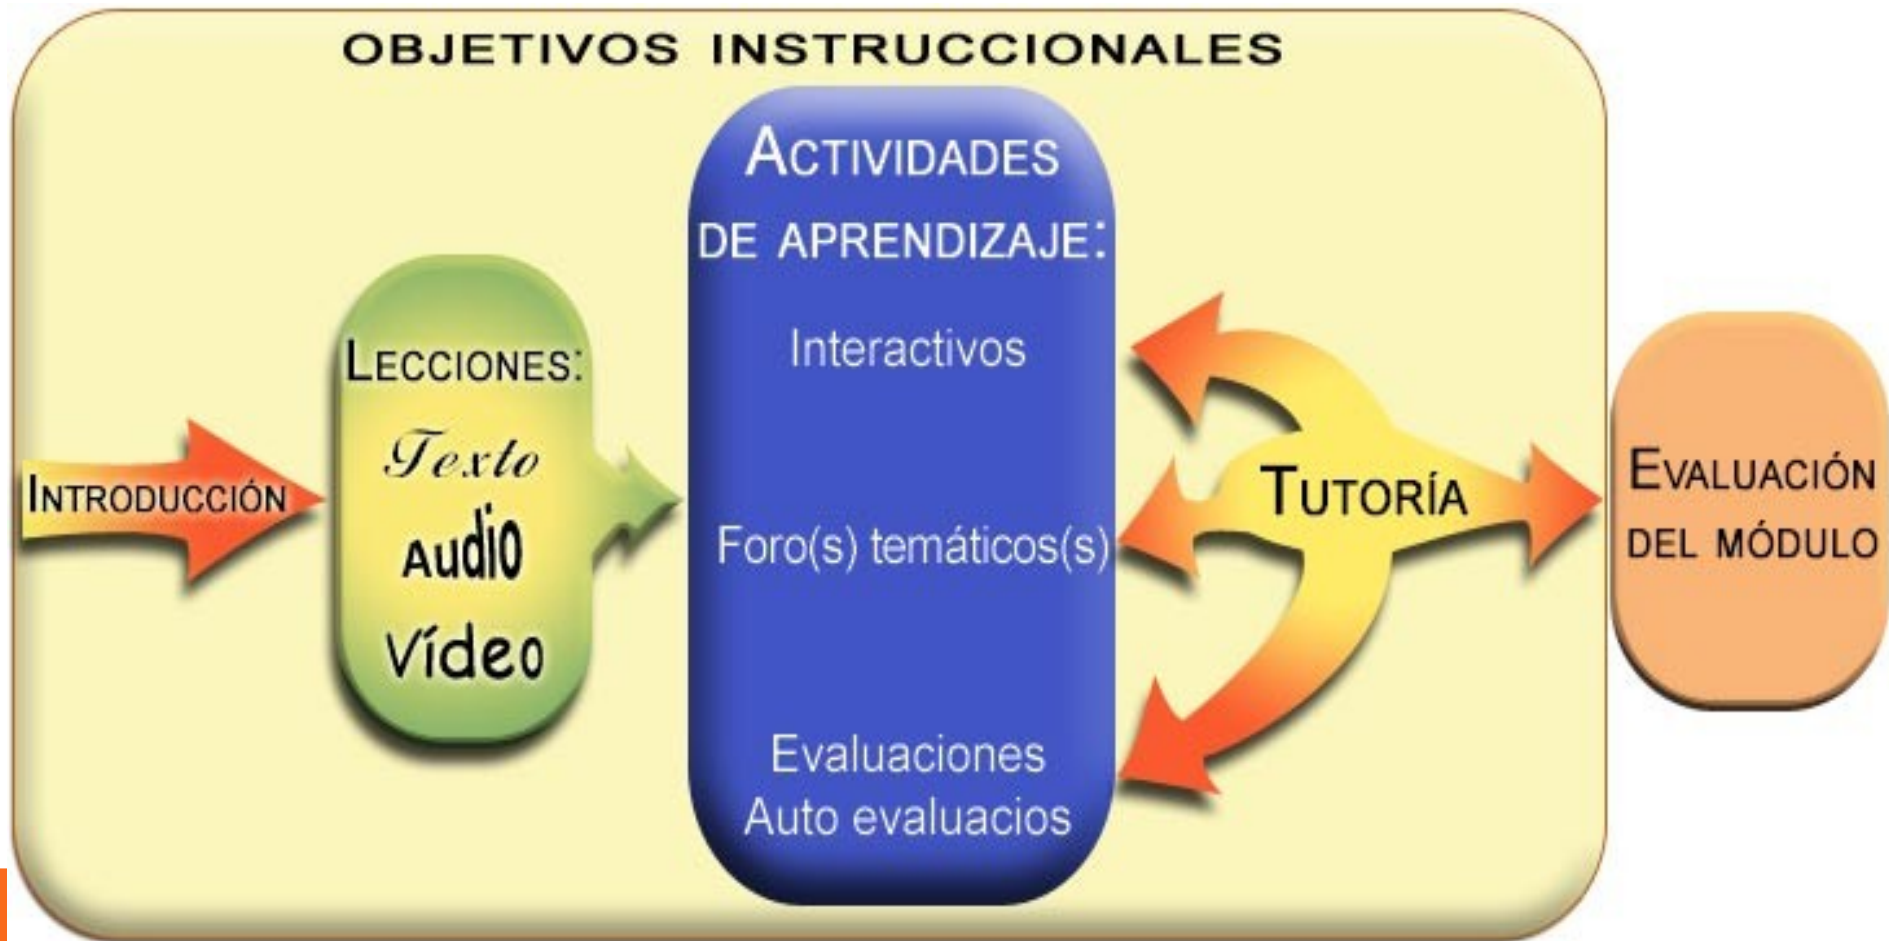 OBJETIVOS INSTRUCCIONALES
INTRODUCCIÓN
LECCIONES:
Texto
Audio
Vídeo
ACTIVIDADES
DE APRENDIZAJE:
Interactivos
Foro(s) temáticos(s)
Evaluaciones
Auto evaluacios
TUTORÍA
EVALUACIÓN
DEL MÓDULO